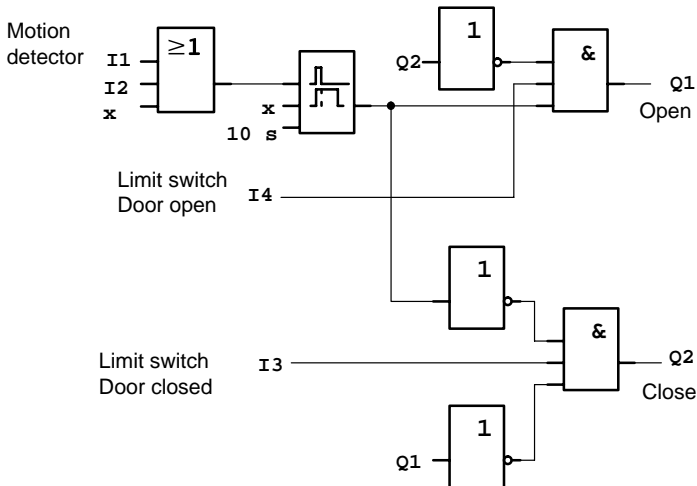 Motion
detector
I1
I2
x
≥1
x
10 s
Q2
1
&
Q1
Open
Limit switch
Door open
I4
1
Limit switch
Door closed
I3
&
Q2
Close
Q1
1